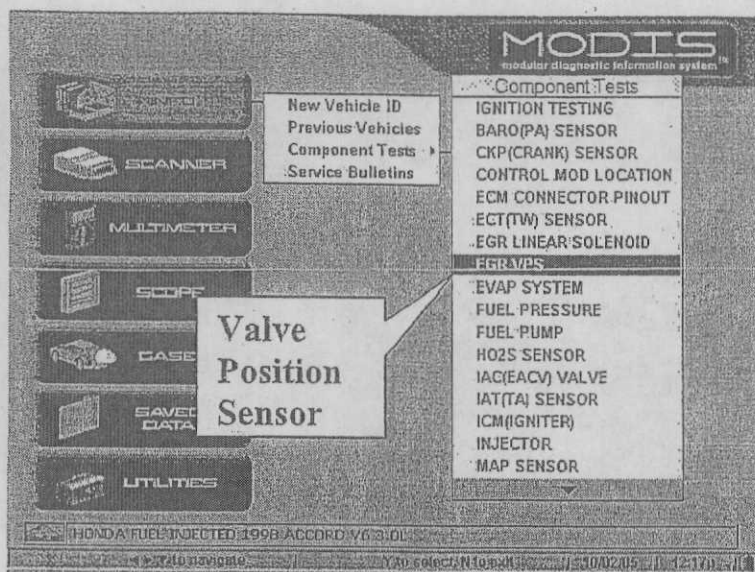 MODIS
modular diagnostic information system
INFO
New Vehicle ID
Previous Vehicles
Component Tests
Service Bulletins
SCANNER
MULTIMETER
SCOPE
CASE
SAVED
DATA
UTILITIES
Component Tests
IGNITION TESTING
BARO(PA) SENSOR
CKP(CRANK) SENSOR
CONTROL MOD LOCATION
ECM CONNECTOR PINOUT
ECT(TW) SENSOR
EGR LINEAR SOLENOID
EGR VPS
EVAP SYSTEM
FUEL PRESSURE
FUEL PUMP
HO2S SENSOR
IAC(EACV) VALVE
IAT(TA) SENSOR
ICM(IGNITER)
INJECTOR
MAP SENSOR
Valve
Position
Sensor
HONDA FUEL INJECTED 1998 ACCORD V6 3.0L
to navigate
Y to select/N to exit
12:17p